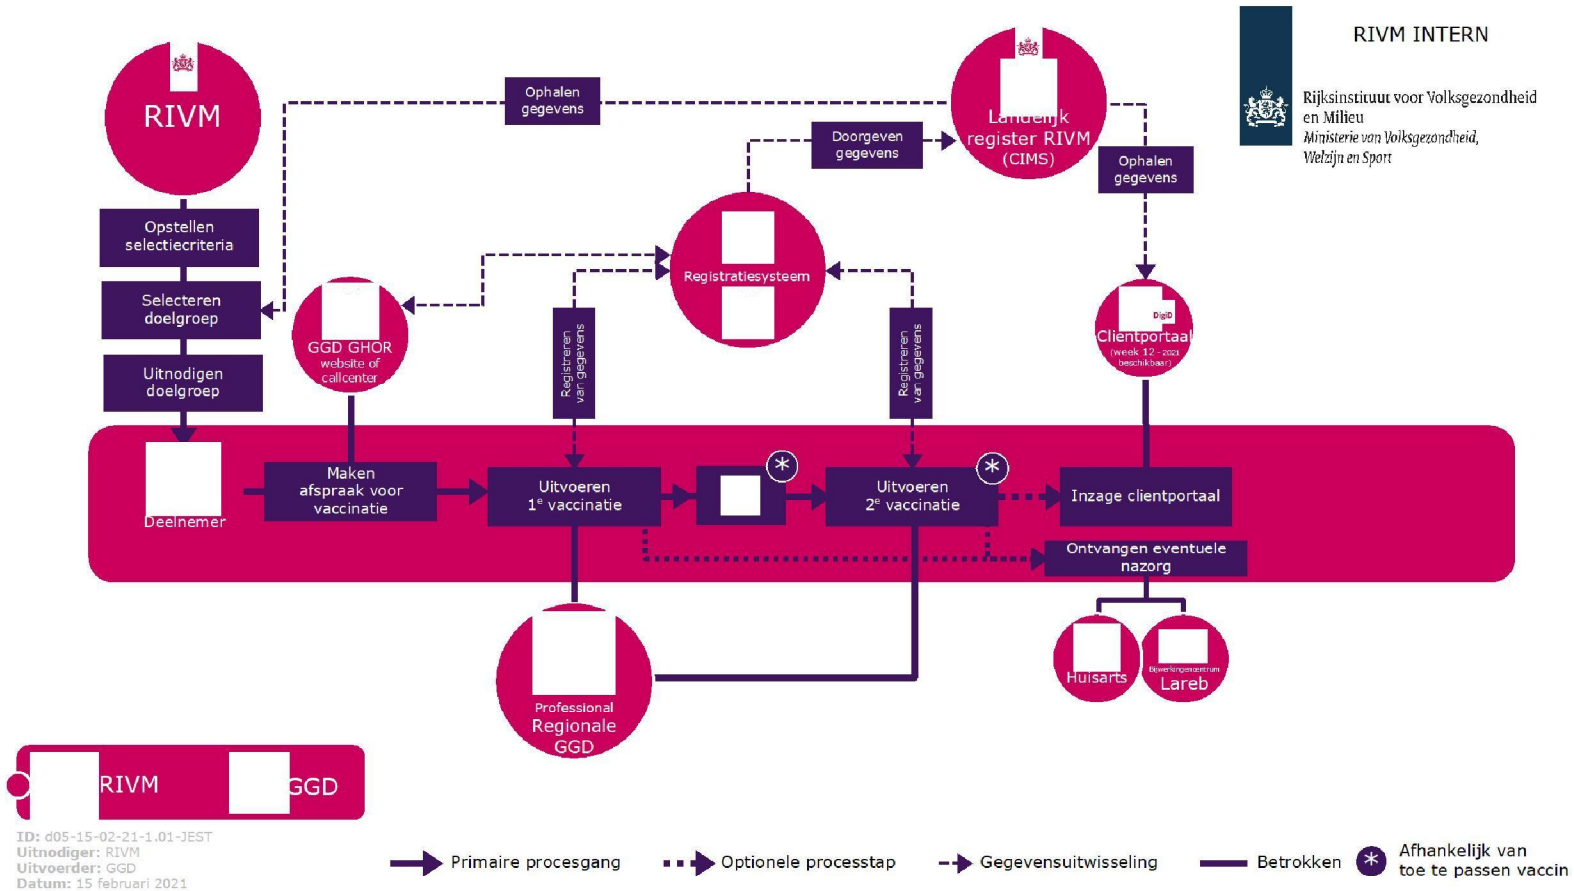 RIVM INTERN
Rijksinstituut voor Volksgezondheid
en Milieu
Ministerie van Volksgezondheid,
Welzijn en Sport
RIVM
Ophalen
gegevens
Landelijk
register RIVM
(CIMS)
Doorgeven
gegevens
Ophalen
gegevens
Opstellen
selectiecriteria
Selecteren
doelgroep
Uitnodigen
doelgroep
GGD GHOR
website of
callcenter
Registratiesysteem
Registreren
van gegevens
Registreren
van gegevens
DigiD
Clientportaal
(week 12 - 2021
beschikbaar)
Deelnemer
Maken
afspraak voor
vaccinatie
Uitvoeren
1e vaccinatie
*
Uitvoeren
2e vaccinatie
*
Inzage clientportaal
Ontvangen eventuele
nazorg
Professional
Regionale
GGD
Huisarts
Bijwerkingencentrum
Lareb
RIVM
GGD
ID: d05-15-02-21-1.01-JEST
Uitnodiger: RIVM
Uitvoerder: GGD
Datum: 15 februari 2021
Primaire procesgang
Optionele processtap
Gegevensuitwisseling
Betrokken
*
Afhankelijk van
toe te passen vaccin